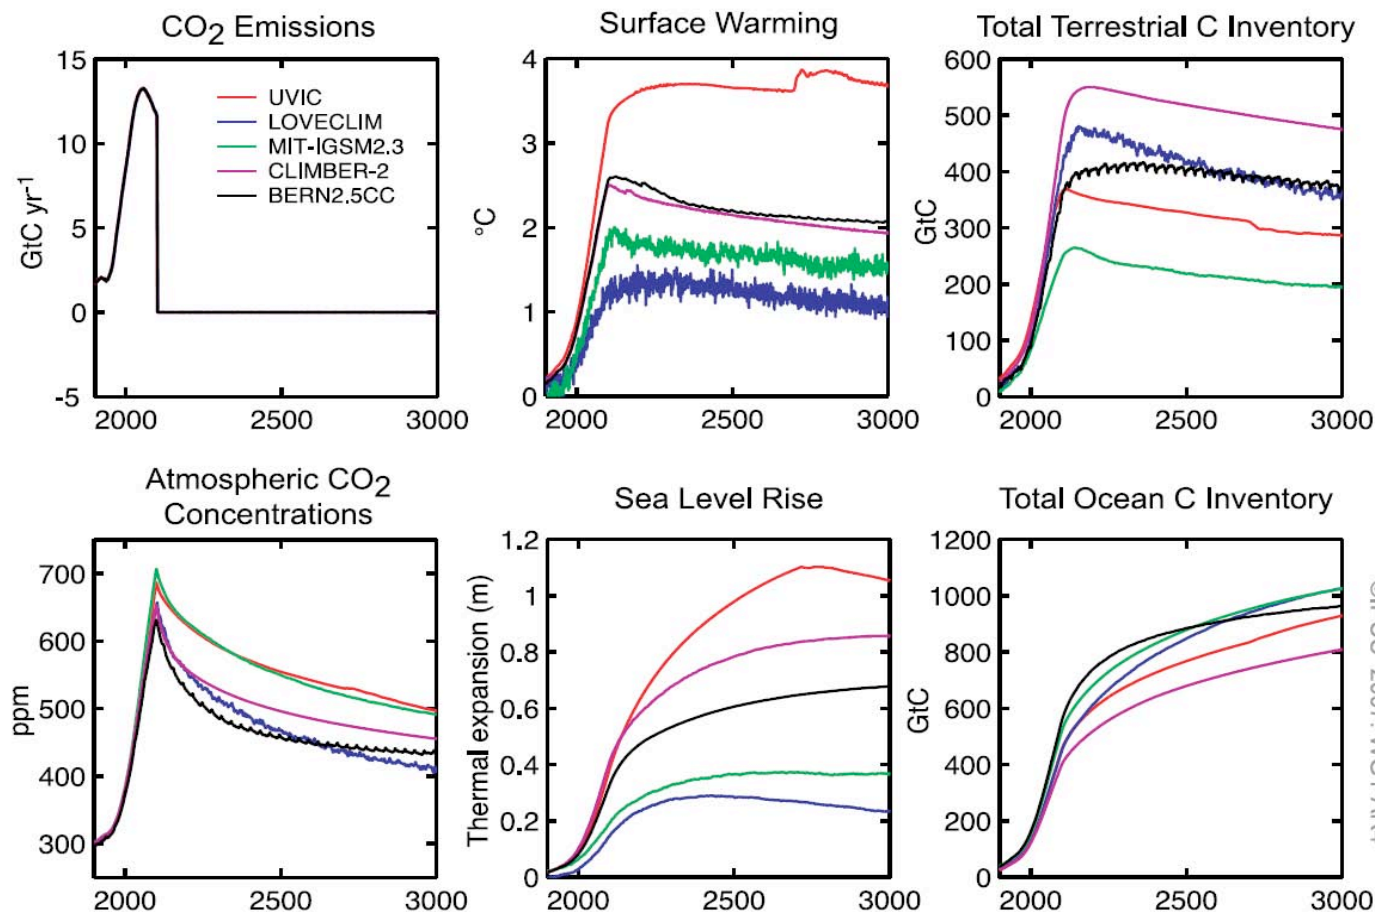 CO2 Emissions
15
10
5
0
-5
GtC yr-1
UVIC
LOVECLIM
MIT-IGSM2.3
CLIMBER-2
BERN2.5CC
2000 2500 3000
Surface Warming
4
3
2
1
0
°C
2000 2500 3000
Total Terrestrial C Inventory
600
500
400
300
200
100
0
GtC
2000 2500 3000
Atmospheric CO2
Concentrations
700
600
500
400
300
ppm
2000 2500 3000
Sea Level Rise
1.2
1
0.8
0.6
0.4
0.2
0
Thermal expansion (m)
2000 2500 3000
Total Ocean C Inventory
1200
1000
800
600
400
200
0
GtC
2000 2500 3000